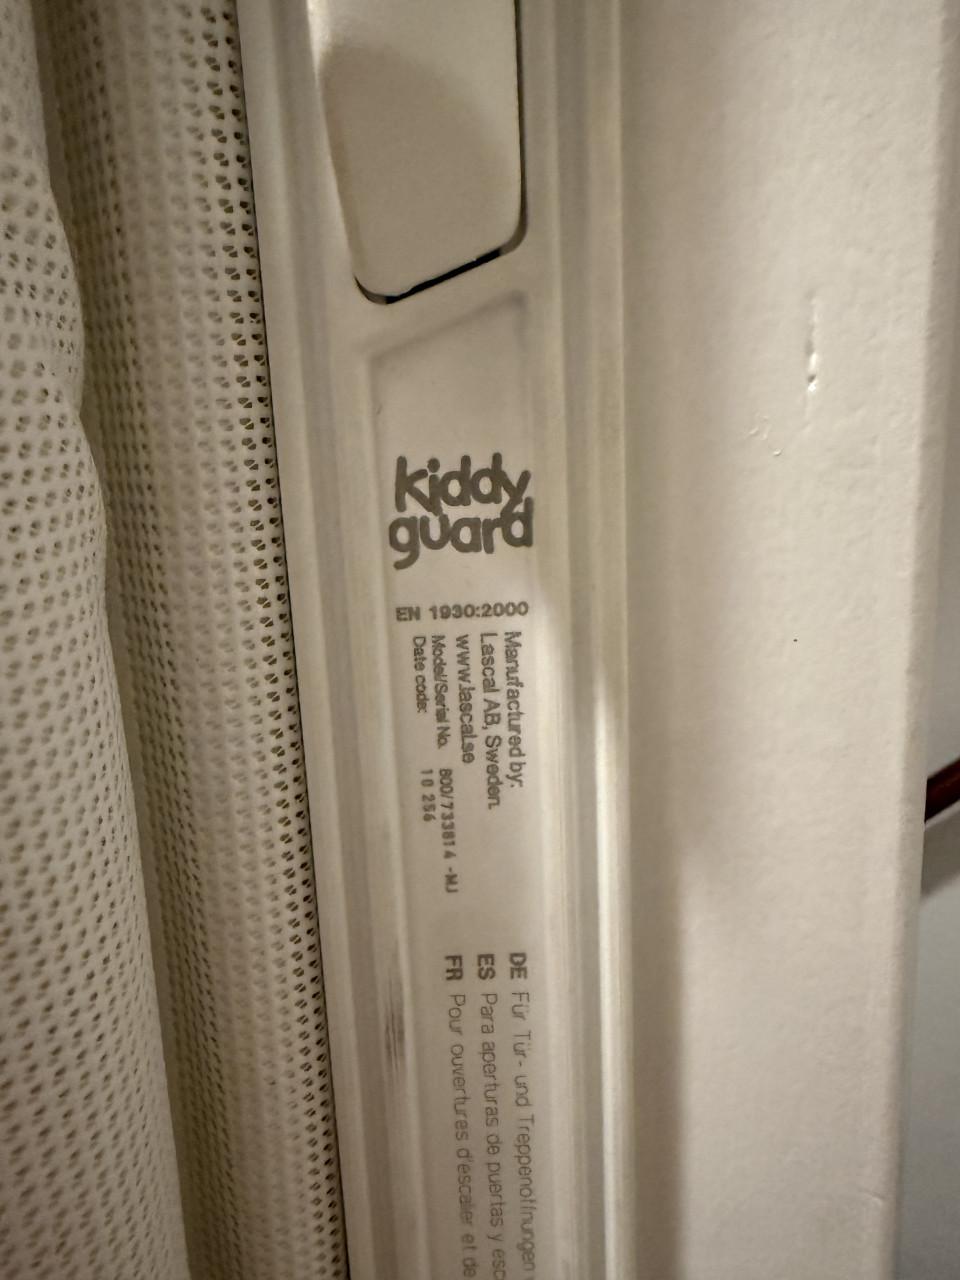 kiddy
guard
EN 1930:2000
Manufactured by:
Lascal AB, Sweden.
www.lascal.se
Model/Serial No. 800/733814 -MJ
Date code: 10 256
DE Für Tür- und Treppenöffnungen
ES Para aperturas de puertas y esc
FR Pour ouvertures d'escalier et de